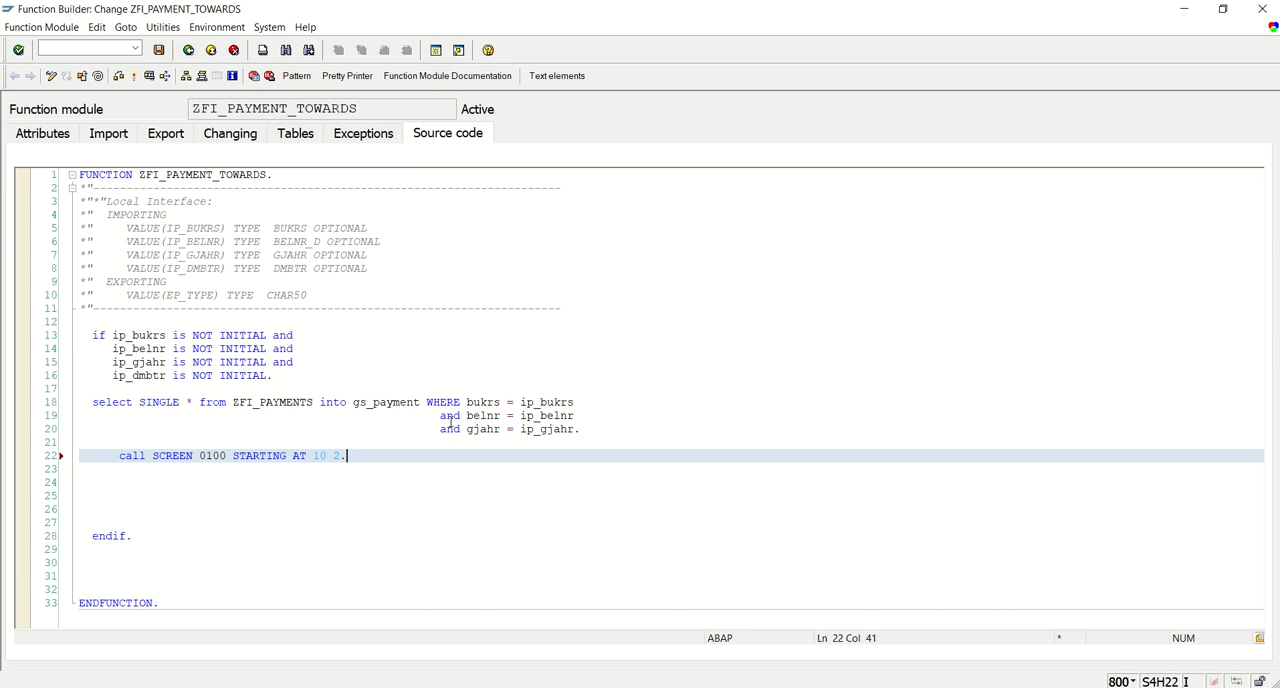 Function Builder: Change ZFI_PAYMENT_TOWARDS
Function Module Edit Goto Utilities Environment System Help
Pattern Pretty Printer Function Module Documentation Text elements
Function module ZFI_PAYMENT_TOWARDS Active
Attributes Import Export Changing Tables Exceptions Source code
1 FUNCTION ZFI_PAYMENT_TOWARDS.
2 *"----------------------------------------------------------------------
3 *"*"Local Interface:
4 *" IMPORTING
5 *" VALUE(IP_BUKRS) TYPE BUKRS OPTIONAL
6 *" VALUE(IP_BELNR) TYPE BELNR_D OPTIONAL
7 *" VALUE(IP_GJAHR) TYPE GJAHR OPTIONAL
8 *" VALUE(IP_DMBTR) TYPE DMBTR OPTIONAL
9 *" EXPORTING
10 *" VALUE(EP_TYPE) TYPE CHAR50
11 *"----------------------------------------------------------------------
12
13 if ip_bukrs is NOT INITIAL and
14 ip_belnr is NOT INITIAL and
15 ip_gjahr is NOT INITIAL and
16 ip_dmbtr is NOT INITIAL.
17
18 select SINGLE * from ZFI_PAYMENTS into gs_payment WHERE bukrs = ip_bukrs
19 and belnr = ip_belnr
20 and gjahr = ip_gjahr.
21
22 call SCREEN 0100 STARTING AT 10 2.
23
24
25
26
27
28 endif.
29
30
31
32
33 ENDFUNCTION.
ABAP Ln 22 Col 41 * NUM
800 S4H22 I